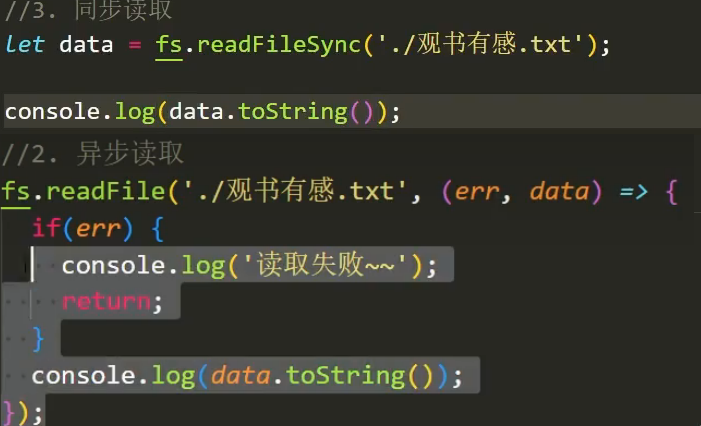 //3. 同步读取
let data = fs.readFileSync('./观书有感.txt');
console.log(data.toString());
//2. 异步读取
fs.readFile('./观书有感.txt', (err, data) => {
if(err) {
console.log('读取失败~~');
return;
}
console.log(data.toString());
});